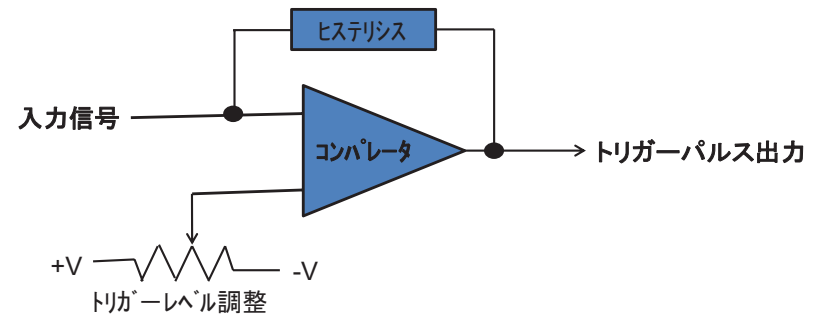 ヒステリシス
入力信号
コンパレータ
トリガーパルス出力
+V
-V
トリガーレベル調整